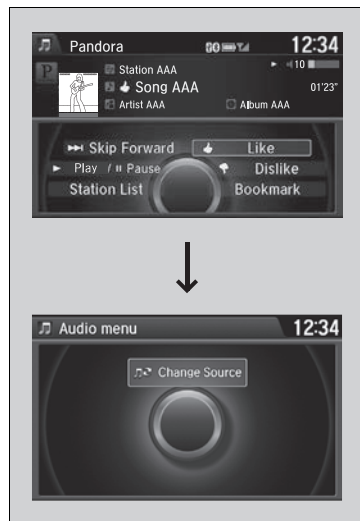 Pandora 12:34
P Station AAA 10
Song AAA 01'23"
Artist AAA Album AAA
Skip Forward Like
Play / Pause Dislike
Station List Bookmark
Audio menu 12:34
Change Source